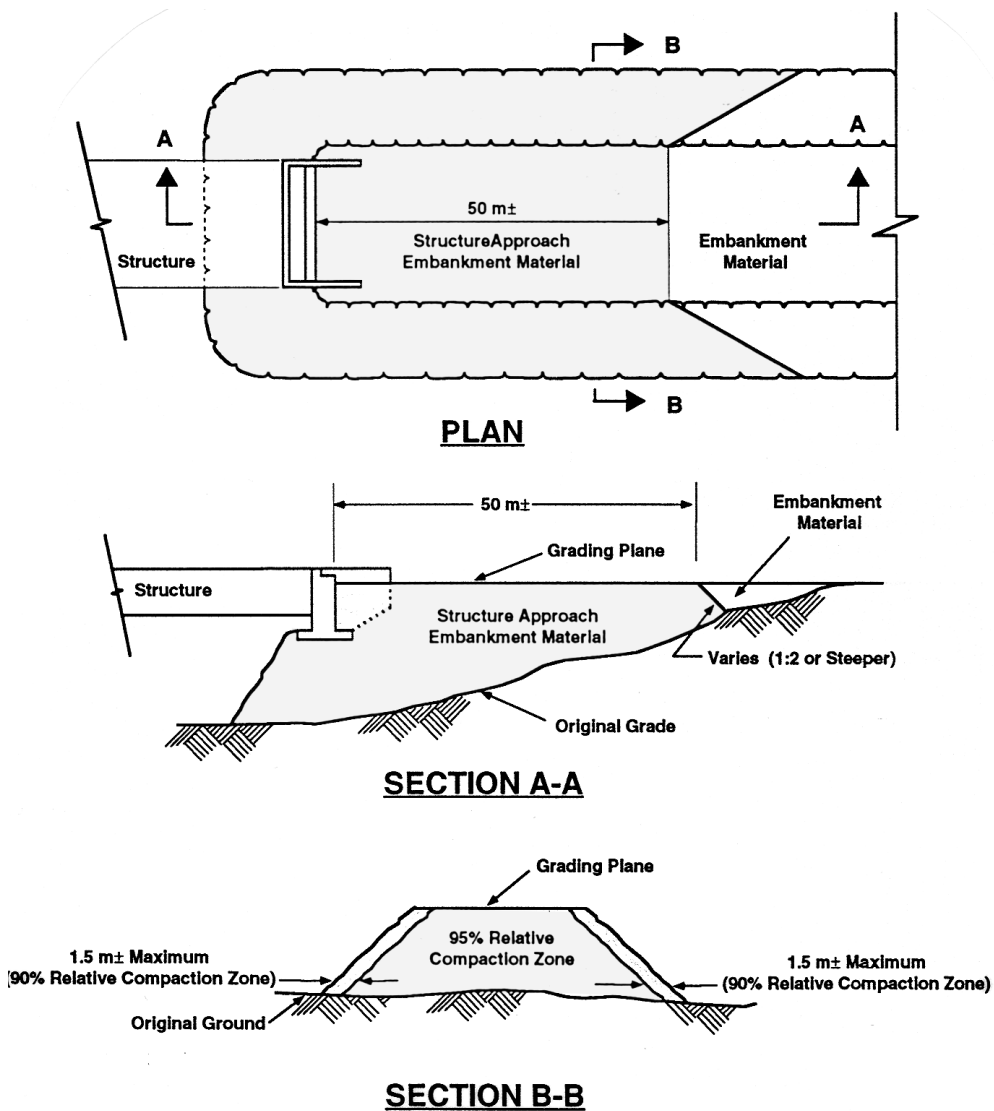 B
A
A
50 m±
StructureApproach
Embankment Material
Embankment
Material
Structure
B
PLAN
50 m±
Embankment
Material
Grading Plane
Structure
Structure Approach
Embankment Material
Varies (1:2 or Steeper)
Original Grade
SECTION A-A
Grading Plane
95% Relative
Compaction Zone
1.5 m± Maximum
(90% Relative Compaction Zone)
1.5 m± Maximum
(90% Relative Compaction Zone)
Original Ground
SECTION B-B